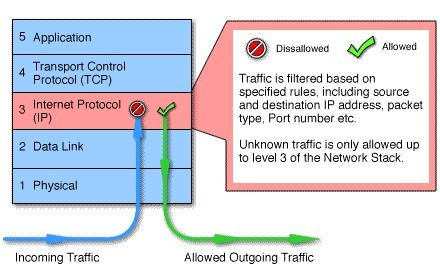 5 Application
4 Transport Control
Protocol (TCP)
3 Internet Protocol
(IP)
2 Data Link
1 Physical
Incoming Traffic
Allowed Outgoing Traffic
Disallowed
Allowed
Traffic is filtered based on
specified rules, including source
and destination IP address, packet
type, Port number etc.
Unknown traffic is only allowed up
to level 3 of the Network Stack.